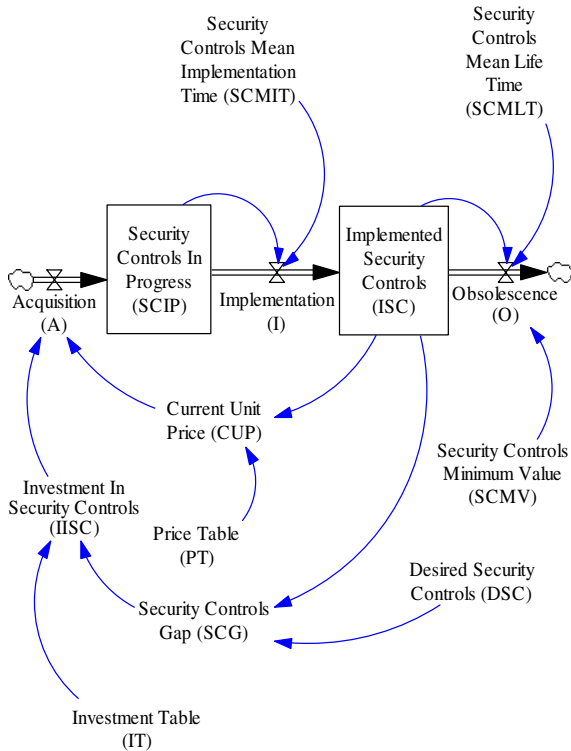 Security
Controls Mean
Implementation
Time (SCMIT)
Security
Controls
Mean Life
Time
(SCMLT)
Security
Controls In
Progress
(SCIP)
Implemented
Security
Controls
(ISC)
Acquisition
(A)
Implementation
(I)
Obsolescence
(O)
Current Unit
Price (CUP)
Security Controls
Minimum Value
(SCMV)
Investment In
Security Controls
(IISC)
Price Table
(PT)
Desired Security
Controls (DSC)
Security Controls
Gap (SCG)
Investment Table
(IT)